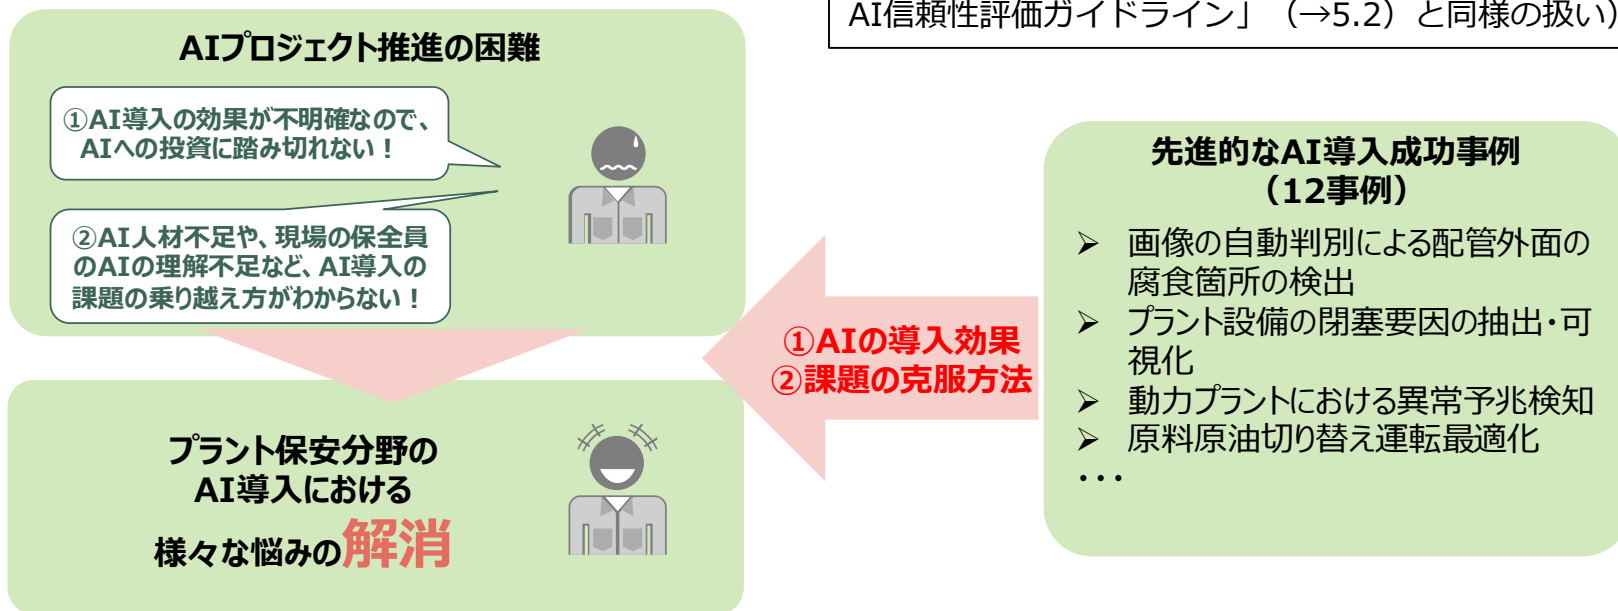 AI信頼性評価ガイドライン」（→5.2）と同様の扱い）
AIプロジェクト推進の困難
①AI導入の効果が不明確なので、
AIへの投資に踏み切れない！
②AI人材不足や、現場の保全員
のAIの理解不足など、AI導入の
課題の乗り越え方がわからない！
プラント保安分野の
AI導入における
様々な悩みの解消
①AIの導入効果
②課題の克服方法
先進的なAI導入成功事例
（12事例）
➢ 画像の自動判別による配管外面の
腐食箇所の検出
➢ プラント設備の閉塞要因の抽出・可
視化
➢ 動力プラントにおける異常予兆検知
➢ 原料原油切り替え運転最適化
・・・